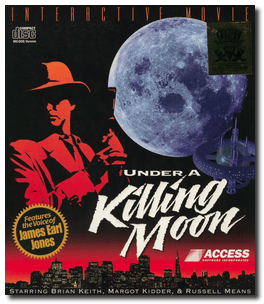 INTERACTIVE MOVIE
COMPACT
disc
MS-DOS Version
UNDER A
Killing
Moon
Features
the Voice of
James Earl
Jones
ACCESS
SOFTWARE INCORPORATED
STARRING BRIAN KEITH, MARGOT KIDDER, & RUSSELL MEANS